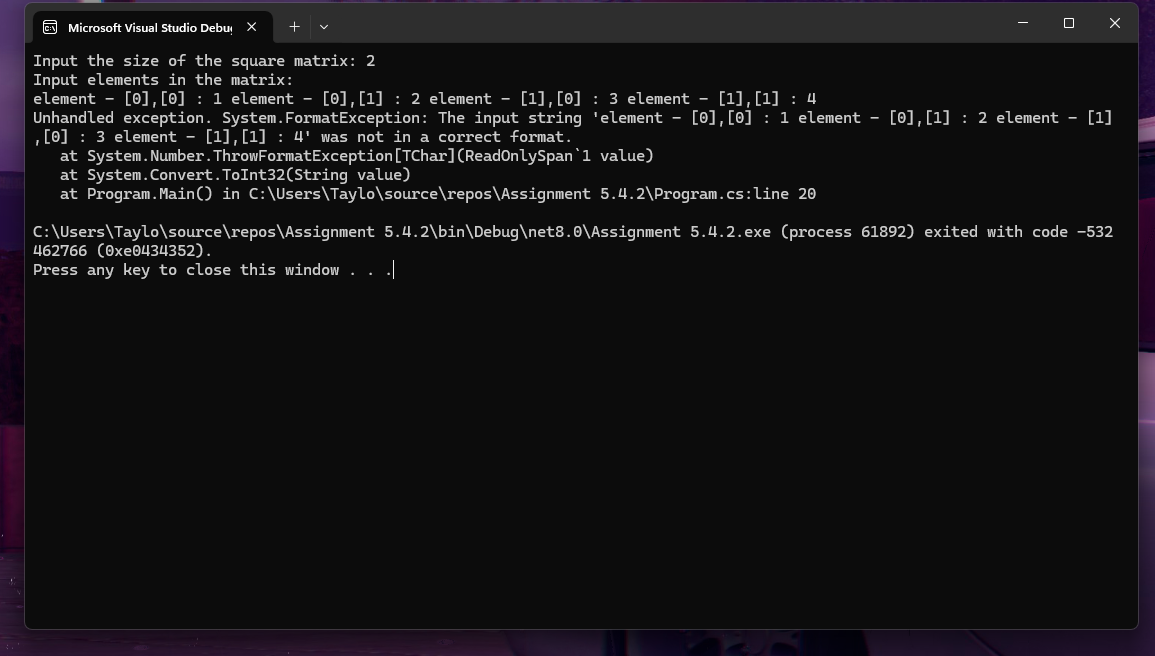 Microsoft Visual Studio Debug
Input the size of the square matrix: 2
Input elements in the matrix:
element - [0],[0] : 1 element - [0],[1] : 2 element - [1],[0] : 3 element - [1],[1] : 4
Unhandled exception. System.FormatException: The input string 'element - [0],[0] : 1 element - [0],[1] : 2 element - [1]
,[0] : 3 element - [1],[1] : 4' was not in a correct format.
   at System.Number.ThrowFormatException[TChar](ReadOnlySpan`1 value)
   at System.Convert.ToInt32(String value)
   at Program.Main() in C:\Users\Taylo\source\repos\Assignment 5.4.2\Program.cs:line 20
C:\Users\Taylo\source\repos\Assignment 5.4.2\bin\Debug\net8.0\Assignment 5.4.2.exe (process 61892) exited with code -532
462766 (0xe0434352).
Press any key to close this window . . .